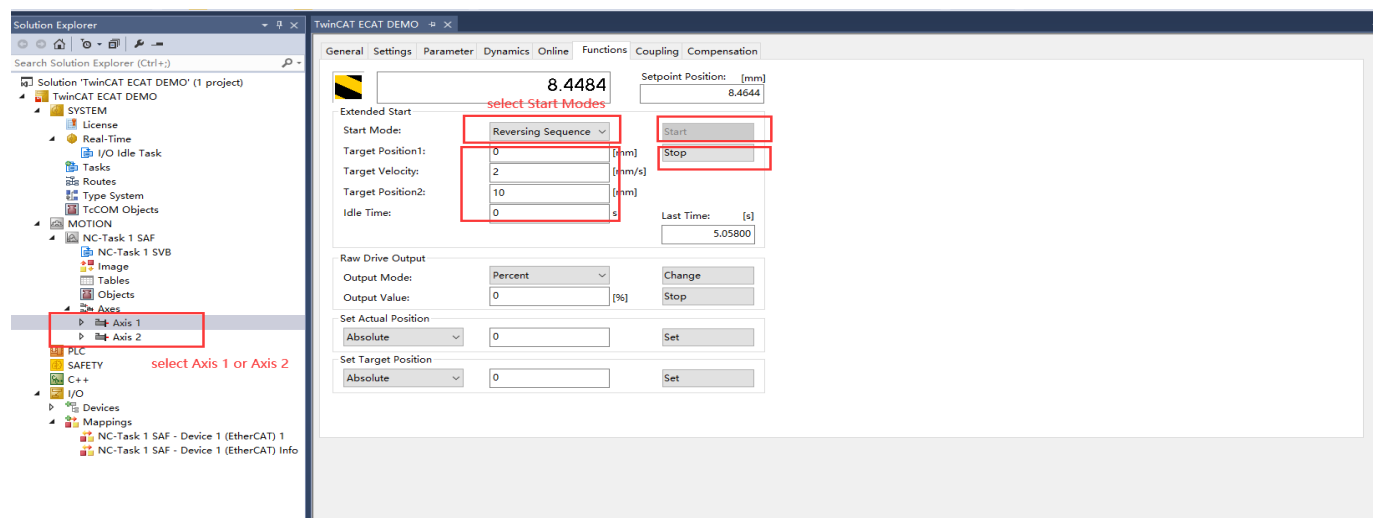 Solution Explorer
Search Solution Explorer (Ctrl+;)
Solution 'TwinCAT ECAT DEMO' (1 project)
TwinCAT ECAT DEMO
SYSTEM
License
Real-Time
I/O Idle Task
Tasks
Routes
Type System
TcCOM Objects
MOTION
NC-Task 1 SAF
NC-Task 1 SVB
Image
Tables
Objects
Axes
Axis 1
Axis 2
PLC
SAFETY
select Axis 1 or Axis 2
C++
I/O
Devices
Mappings
NC-Task 1 SAF - Device 1 (EtherCAT) 1
NC-Task 1 SAF - Device 1 (EtherCAT) Info
TwinCAT ECAT DEMO
General Settings Parameter Dynamics Online Functions Coupling Compensation
8.4484
Setpoint Position: [mm]
8.4644
select Start Modes
Extended Start
Start Mode: Reversing Sequence Start
Target Position1: 0 [mm] Stop
Target Velocity: 2 [mm/s]
Target Position2: 10 [mm]
Idle Time: 0 s
Last Time: [s]
5.05800
Raw Drive Output
Output Mode: Percent Change
Output Value: 0 [%] Stop
Set Actual Position
Absolute 0 Set
Set Target Position
Absolute 0 Set